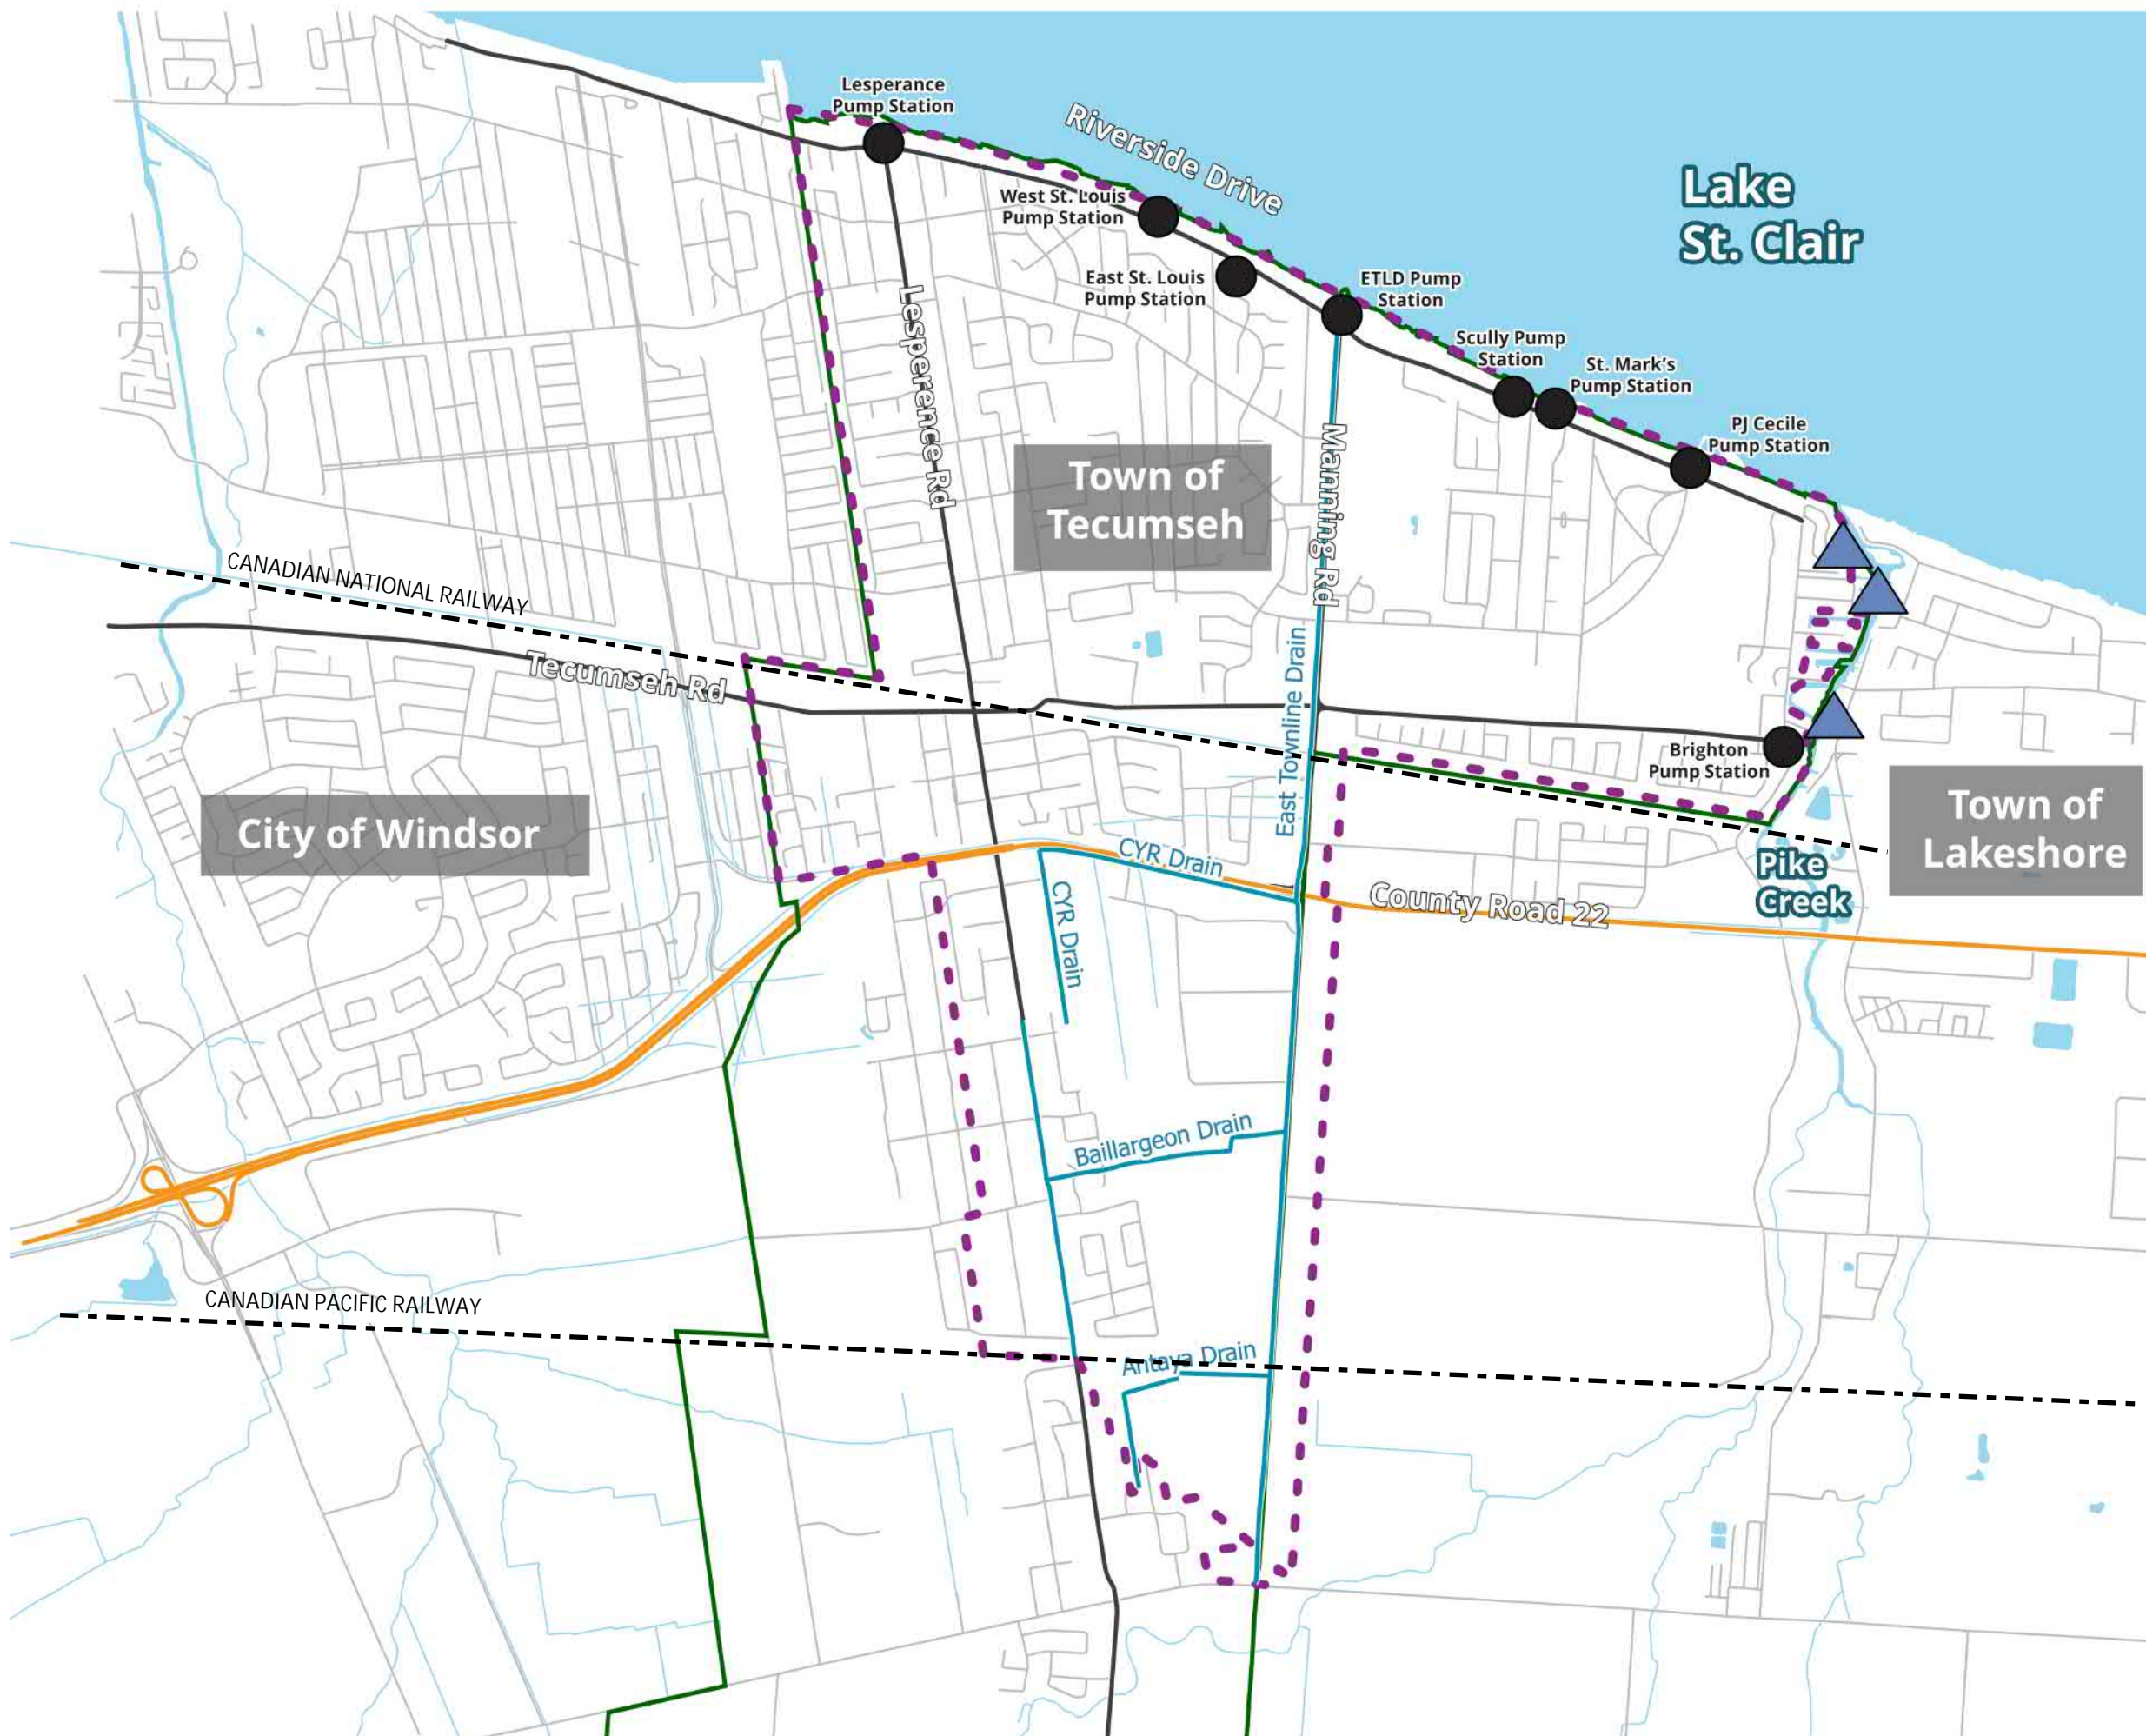 Lesperance
Pump Station
Riverside Drive
Lake
St. Clair
West St. Louis
Pump Station
East St. Louis
Pump Station
ETLD Pump
Station
Scully Pump
Station
St. Mark's
Pump Station
PJ Cecile
Pump Station
Lesperence Rd
Town of
Tecumseh
Manning Rd
CANADIAN NATIONAL RAILWAY
Tecumseh Rd
East Townline Drain
Brighton
Pump Station
City of Windsor
Town of
Lakeshore
CYR Drain
Pike
Creek
County Road 22
CYR Drain
Baillargeon Drain
CANADIAN PACIFIC RAILWAY
Antaya Drain